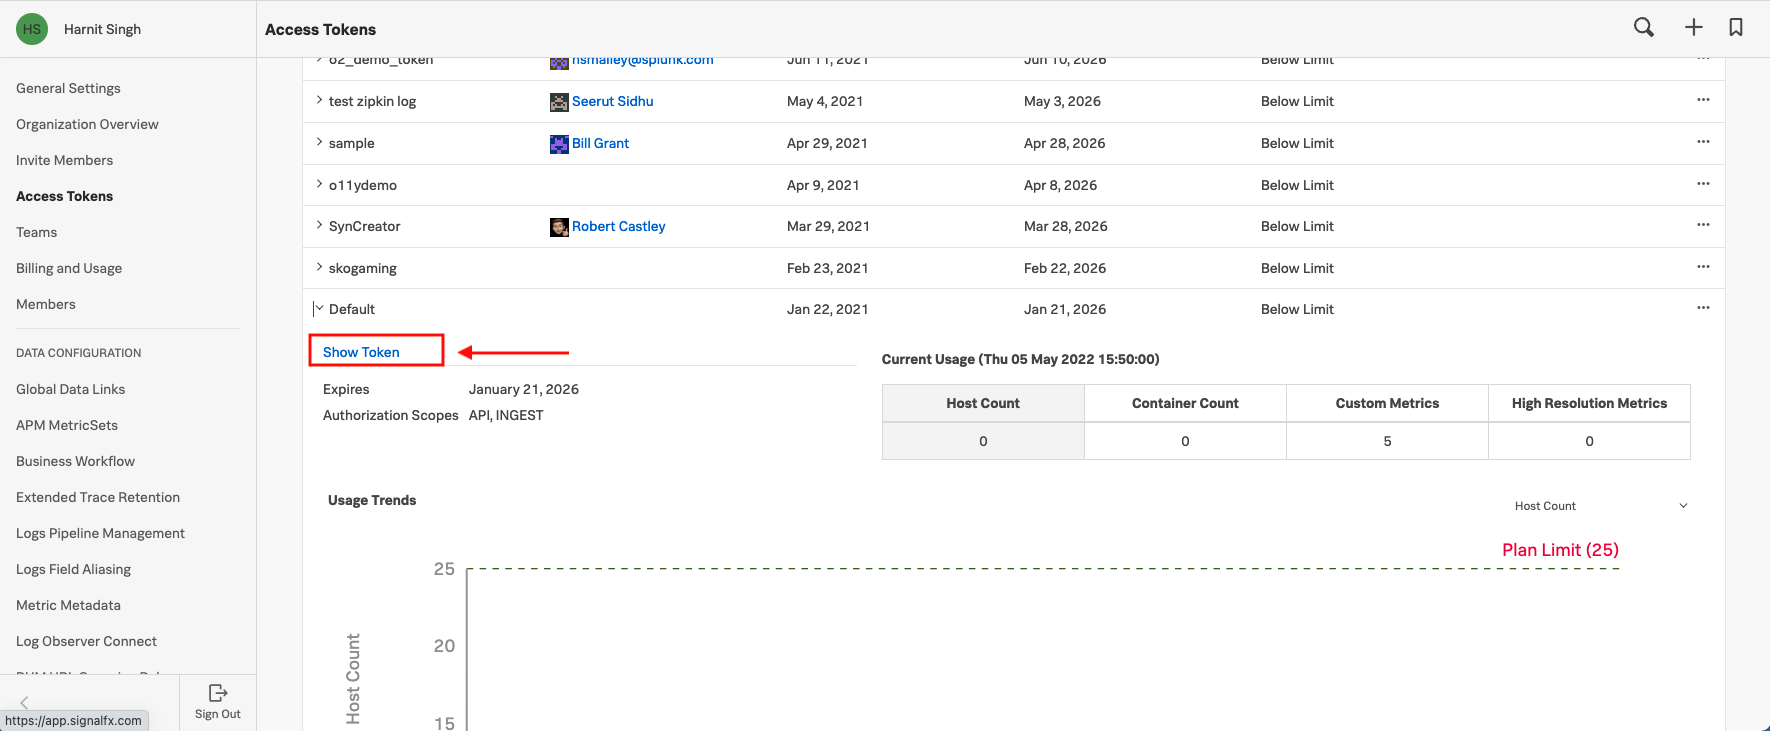 HS Harnit Singh
Access Tokens
General Settings
Organization Overview
Invite Members
Access Tokens
Teams
Billing and Usage
Members
DATA CONFIGURATION
Global Data Links
APM MetricSets
Business Workflow
Extended Trace Retention
Logs Pipeline Management
Logs Field Aliasing
Metric Metadata
Log Observer Connect
Sign Out
https://app.signalfx.com
o2_demo_token hsmalley@splunk.com Jun 11, 2021 Jun 10, 2026 Below Limit ...
test zipkin log Seerut Sidhu May 4, 2021 May 3, 2026 Below Limit ...
sample Bill Grant Apr 29, 2021 Apr 28, 2026 Below Limit ...
o11ydemo Apr 9, 2021 Apr 8, 2026 Below Limit ...
SynCreator Robert Castley Mar 29, 2021 Mar 28, 2026 Below Limit ...
skogaming Feb 23, 2021 Feb 22, 2026 Below Limit ...
Default Jan 22, 2021 Jan 21, 2026 Below Limit ...
Show Token
Expires January 21, 2026
Authorization Scopes API, INGEST
Current Usage (Thu 05 May 2022 15:50:00)
Host Count Container Count Custom Metrics High Resolution Metrics
0 0 5 0
Usage Trends
Host Count
Plan Limit (25)
25
20
15
Host Count